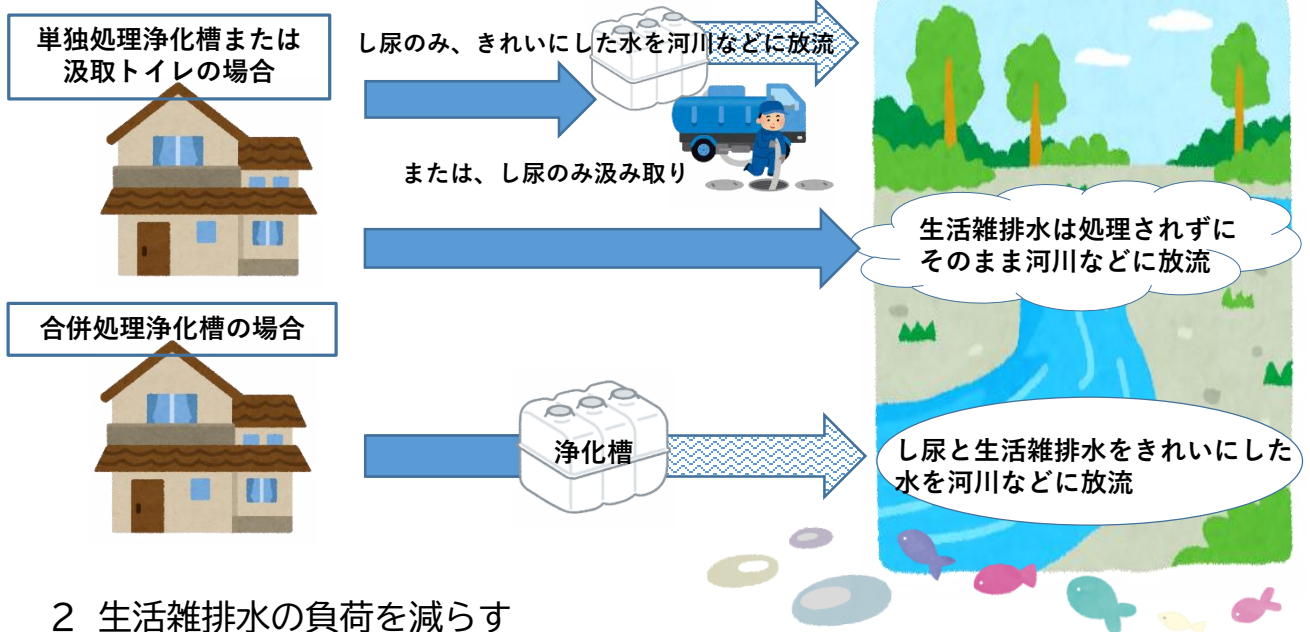 単独処理浄化槽または
汲取トイレの場合
し尿のみ、きれいにした水を河川などに放流
または、し尿のみ汲み取り
生活雑排水は処理されずに
そのまま河川などに放流
合併処理浄化槽の場合
浄化槽
し尿と生活雑排水をきれいにした
水を河川などに放流
2 生活雑排水の負荷を減らす